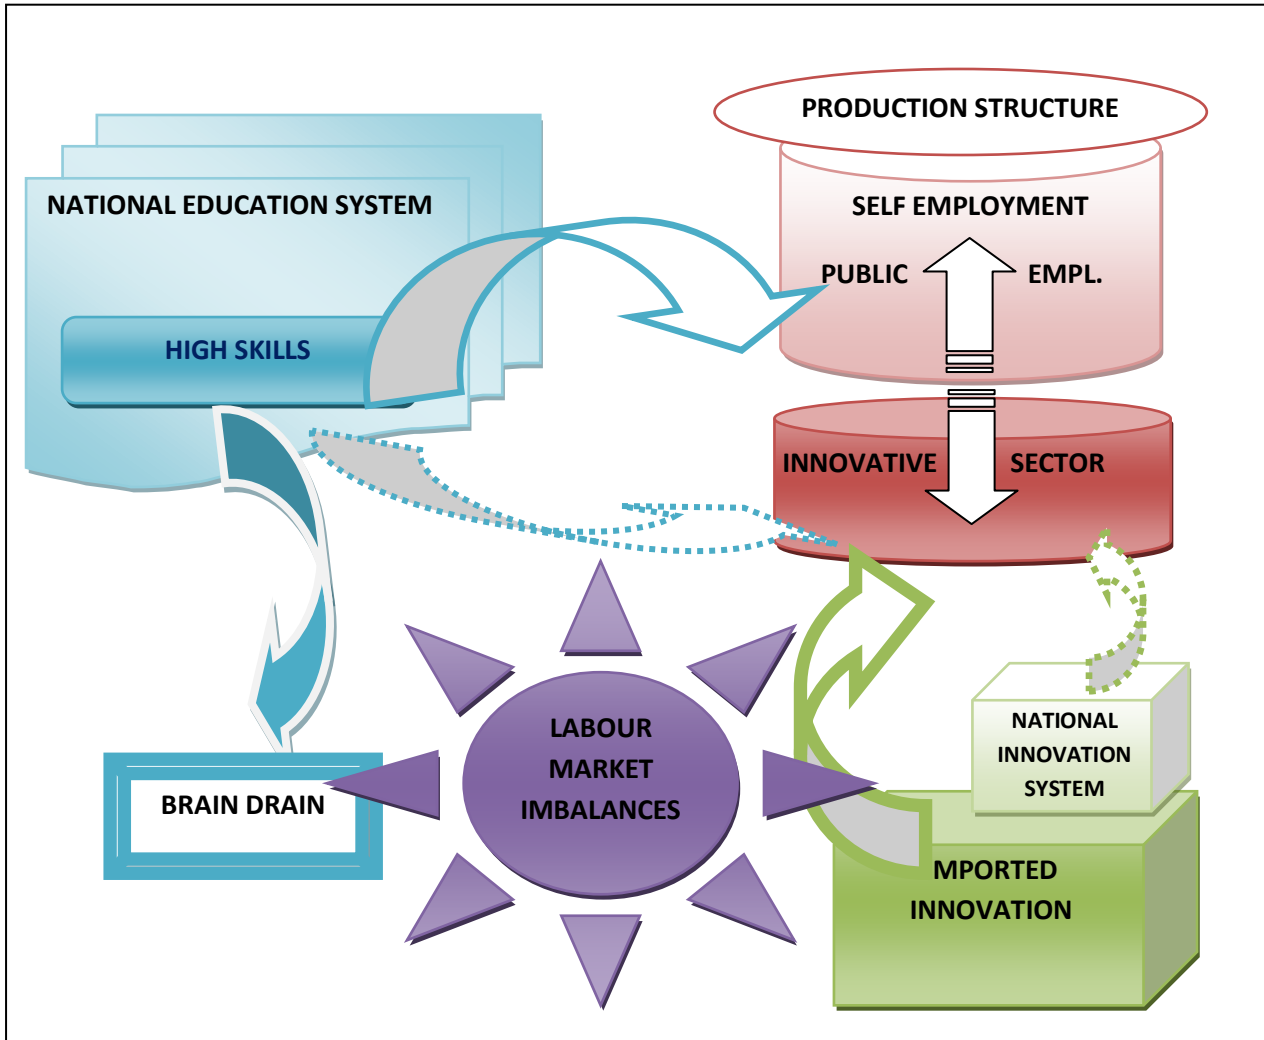 PRODUCTION STRUCTURE
NATIONAL EDUCATION SYSTEM
SELF EMPLOYMENT
PUBLIC EMPL.
HIGH SKILLS
INNOVATIVE SECTOR
LABOUR
MARKET
IMBALANCES
NATIONAL
INNOVATION
SYSTEM
BRAIN DRAIN
MPORTED
INNOVATION